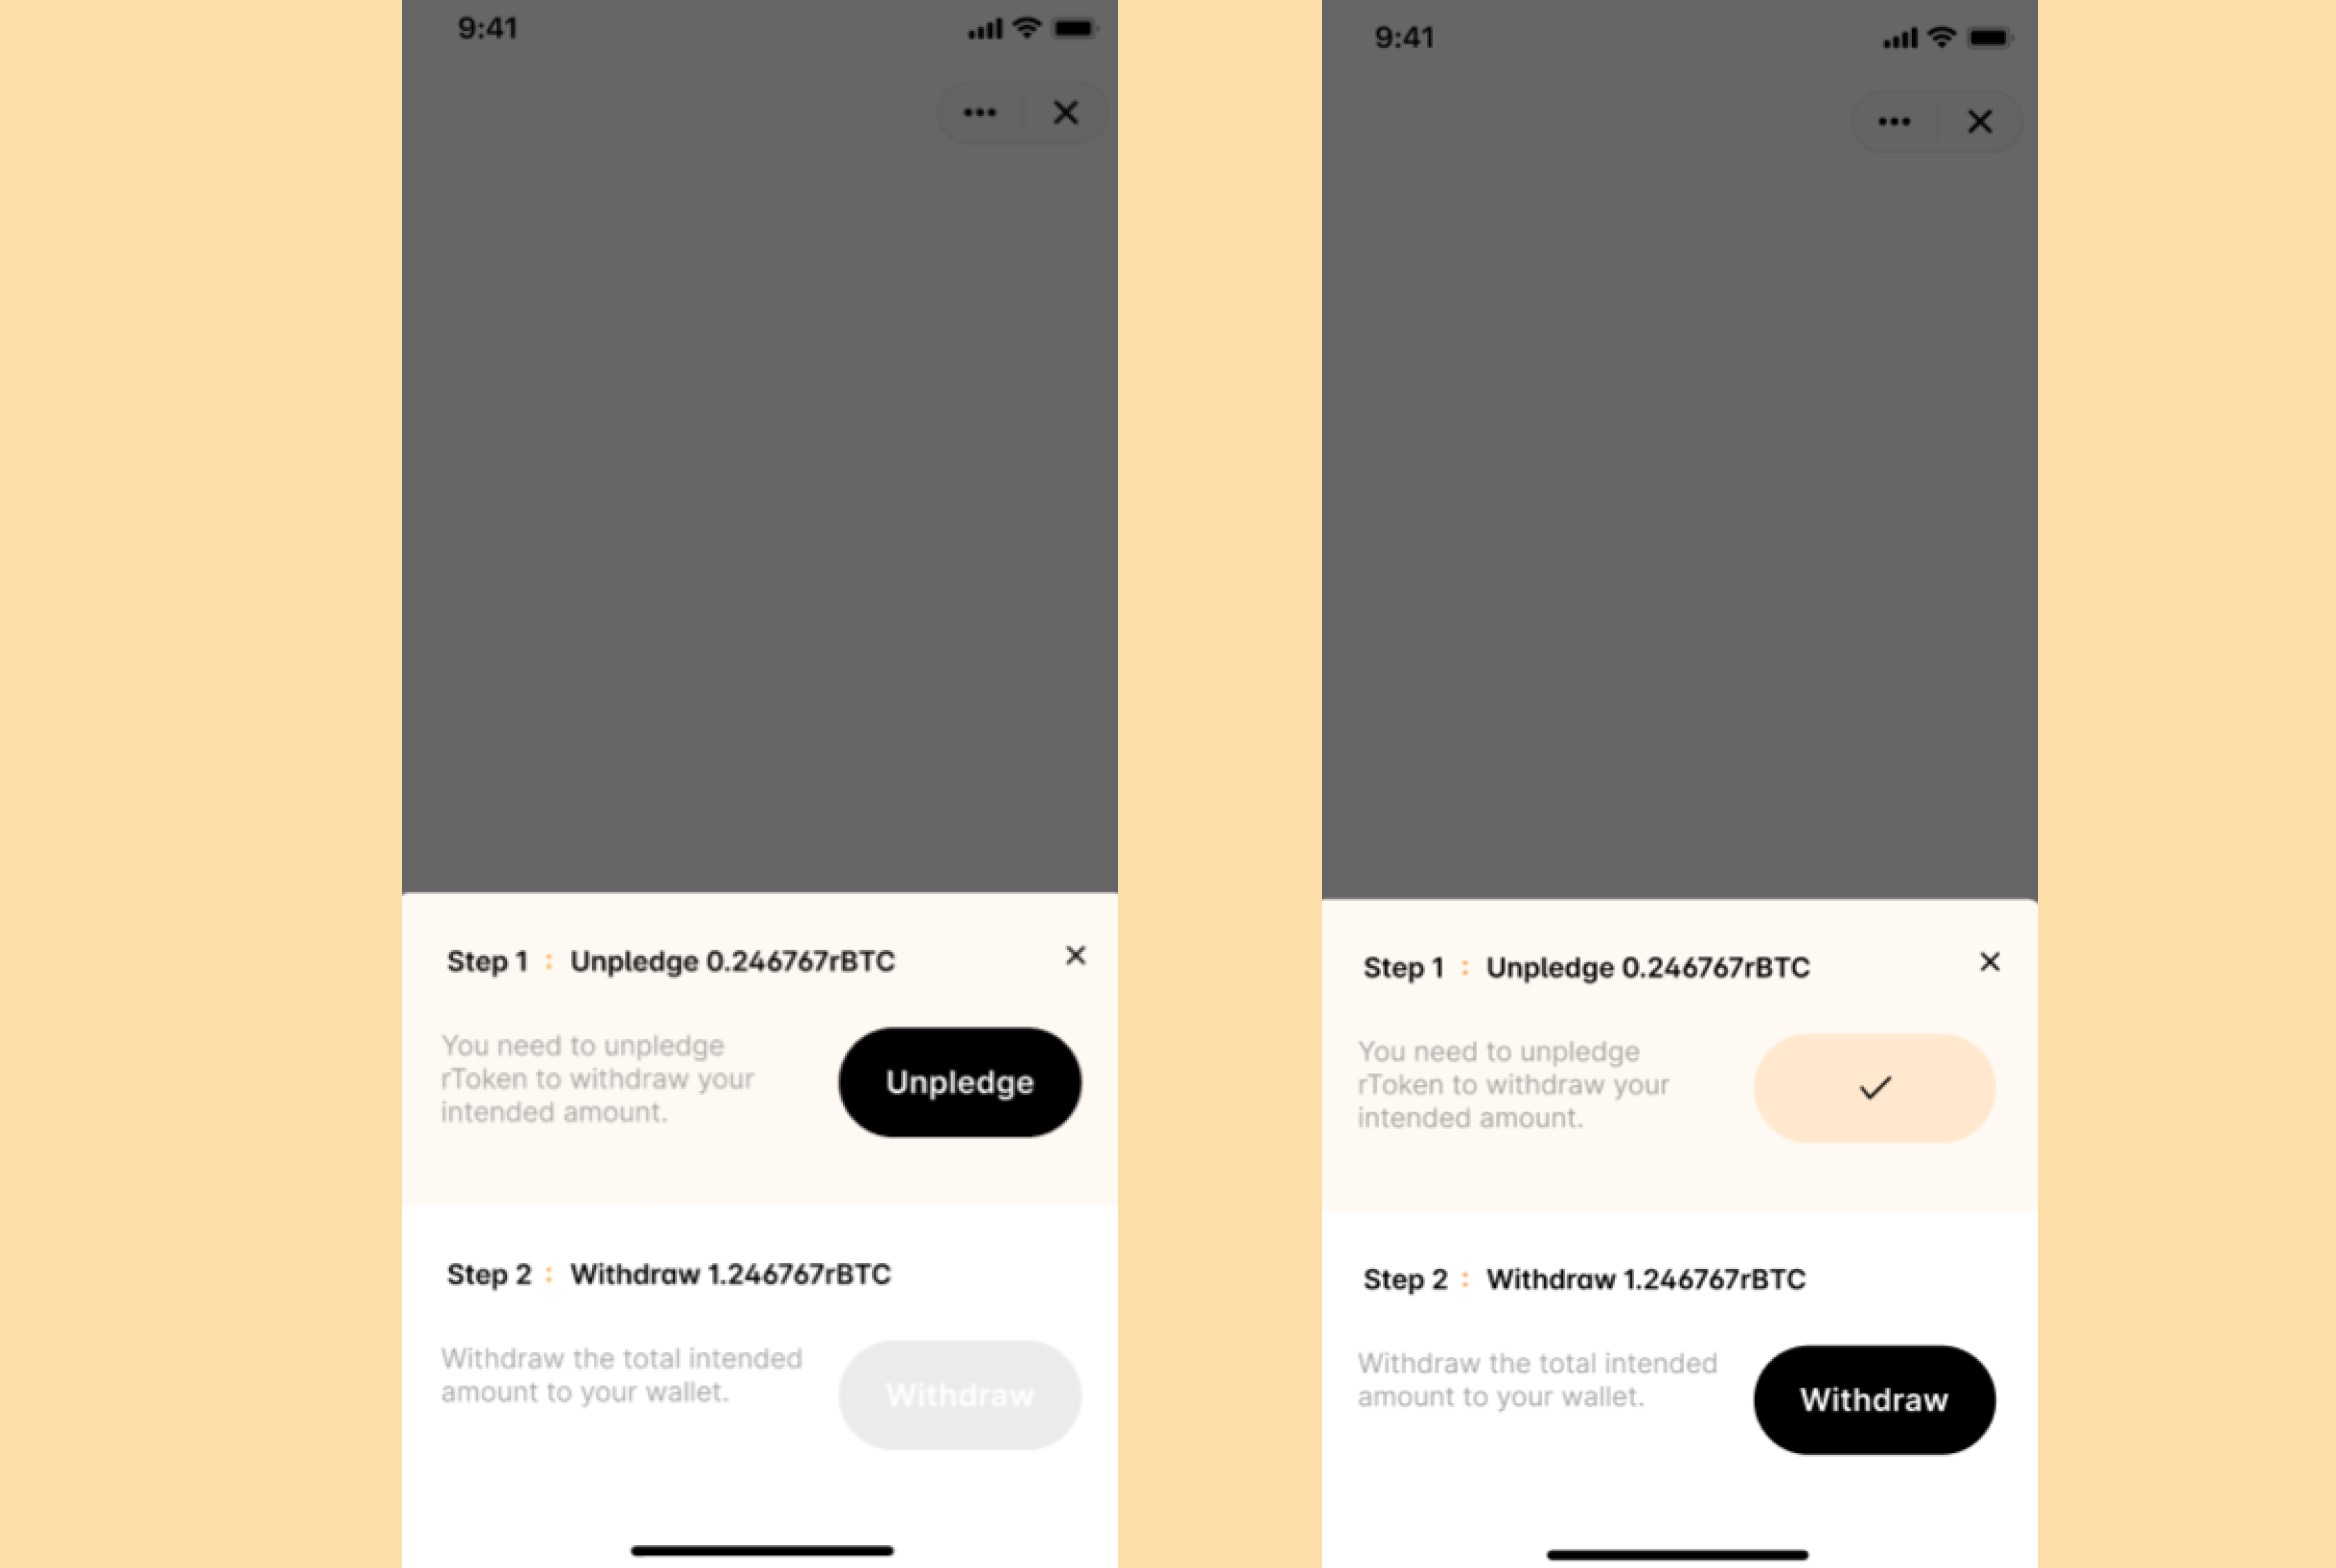 9:41
Step 1 : Unpledge 0.246767rBTC
You need to unpledge
rToken to withdraw your
intended amount.
Unpledge
Step 2 : Withdraw 1.246767rBTC
Withdraw the total intended
amount to your wallet.
Withdraw
9:41
Step 1 : Unpledge 0.246767rBTC
You need to unpledge
rToken to withdraw your
intended amount.
Step 2 : Withdraw 1.246767rBTC
Withdraw the total intended
amount to your wallet.
Withdraw